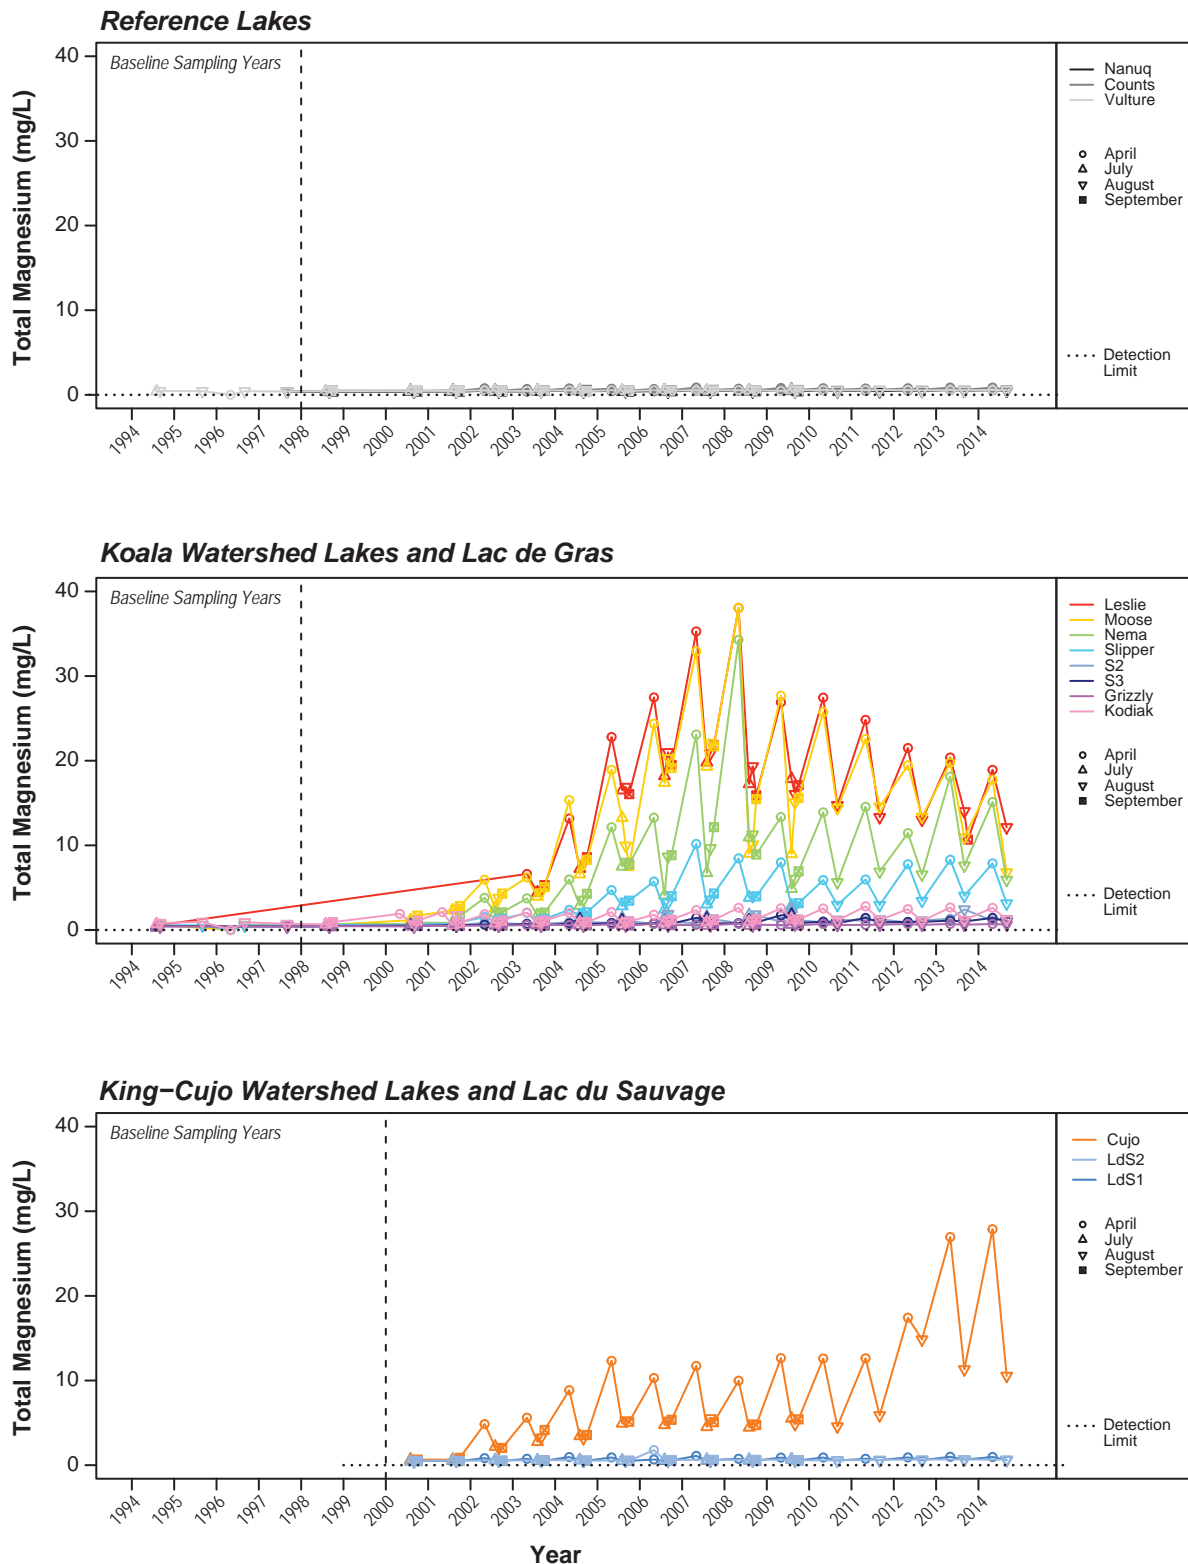 Reference Lakes
Total Magnesium (mg/L)
40
30
20
10
0
Baseline Sampling Years
Nanuq
Counts
Vulture
April
July
August
September
Detection
Limit
1994 1995 1996 1997 1998 1999 2000 2001 2002 2003 2004 2005 2006 2007 2008 2009 2010 2011 2012 2013 2014
Koala Watershed Lakes and Lac de Gras
Total Magnesium (mg/L)
40
30
20
10
0
Baseline Sampling Years
Leslie
Moose
Nema
Slipper
S2
S3
Grizzly
Kodiak
April
July
August
September
Detection
Limit
1994 1995 1996 1997 1998 1999 2000 2001 2002 2003 2004 2005 2006 2007 2008 2009 2010 2011 2012 2013 2014
King−Cujo Watershed Lakes and Lac du Sauvage
Total Magnesium (mg/L)
40
30
20
10
0
Baseline Sampling Years
Cujo
LdS2
LdS1
April
July
August
September
Detection
Limit
1994 1995 1996 1997 1998 1999 2000 2001 2002 2003 2004 2005 2006 2007 2008 2009 2010 2011 2012 2013 2014
Year